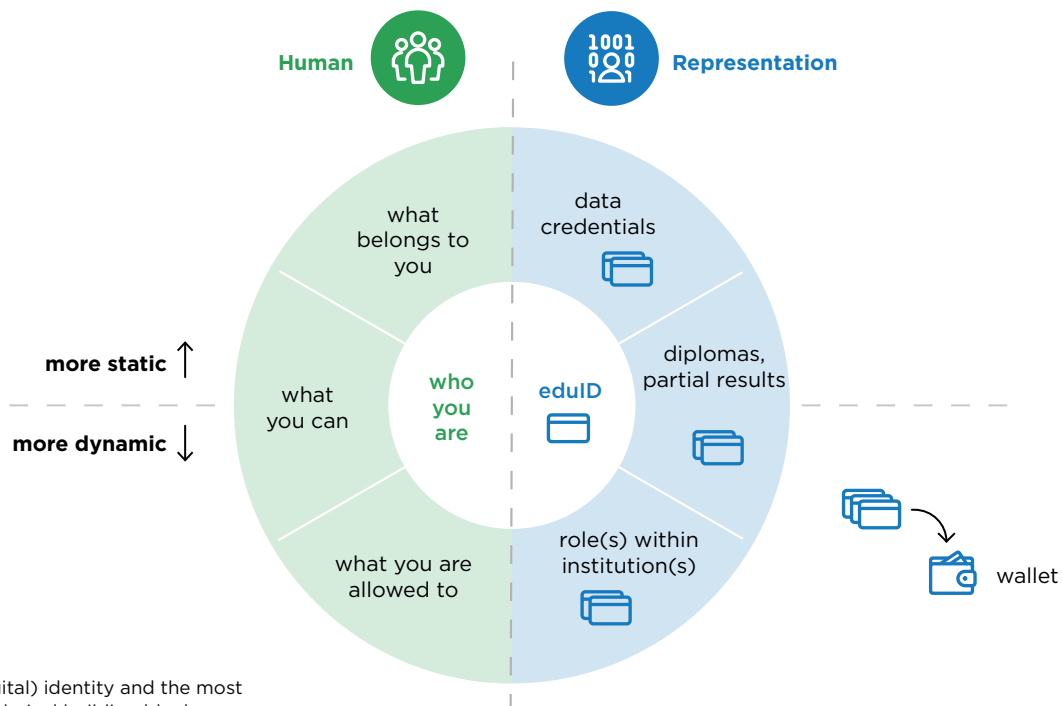 Human
1001
Representation
what
belongs to
you
data
credentials
more static
more dynamic
what
you can
who
you
are
eduID
diplomas,
partial results
what you are
allowed to
role(s) within
institution(s)
wallet
identity and the most